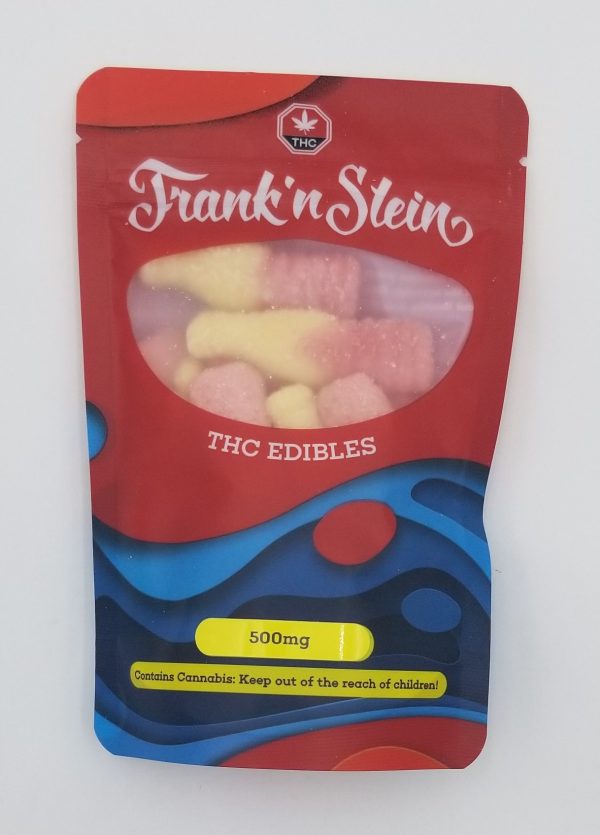 THC
Frank'n Stein
THC EDIBLES
500mg
Contains Cannabis: Keep out of the reach of children!